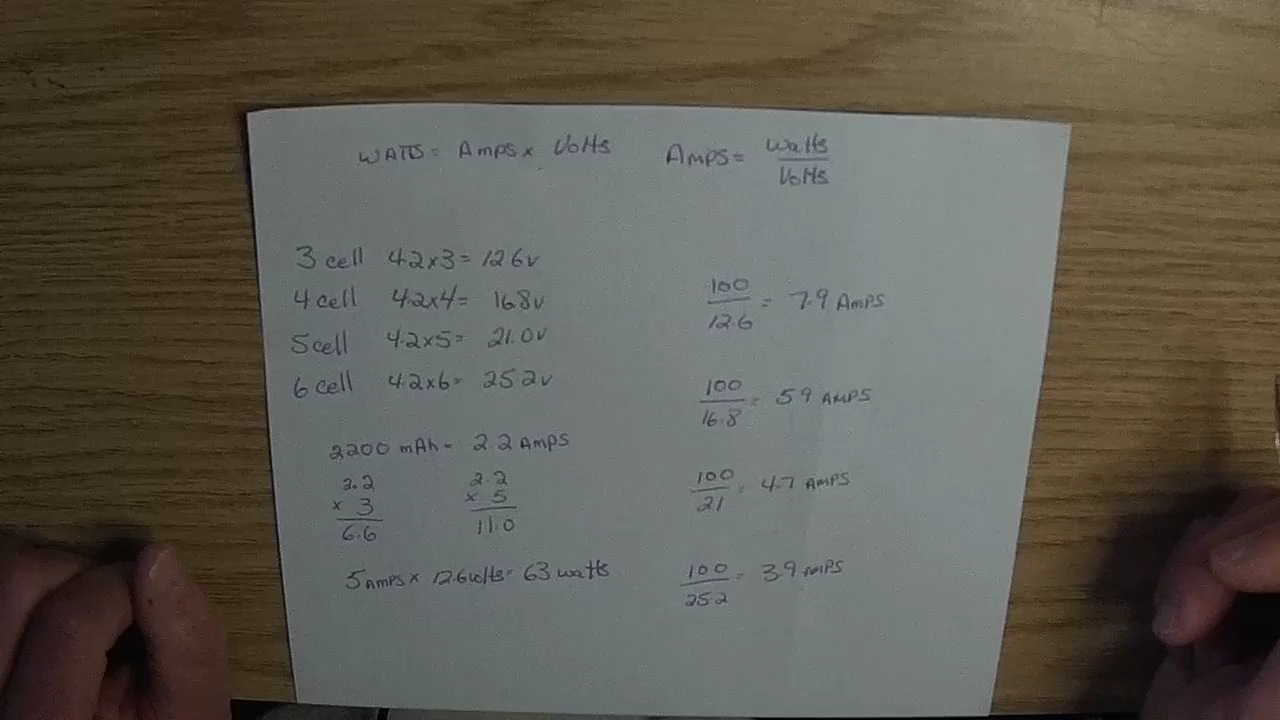 WATTS = AMPS x Volts
AMPS = Watts
Volts
3 cell 4.2x3= 12.6v
4 cell 4.2x4= 16.8v
5 cell 4.2x5= 21.0v
6 cell 4.2x6= 25.2v
2200 mAh = 2.2 AMPS
2.2
x 3
6.6
2.2
x 5
11.0
5 AMPS x 12.6 volts = 63 watts
100
12.6
= 7.9 AMPS
100
16.8
= 5.9 AMPS
100
21
= 4.7 AMPS
100
25.2
= 3.9 AMPS